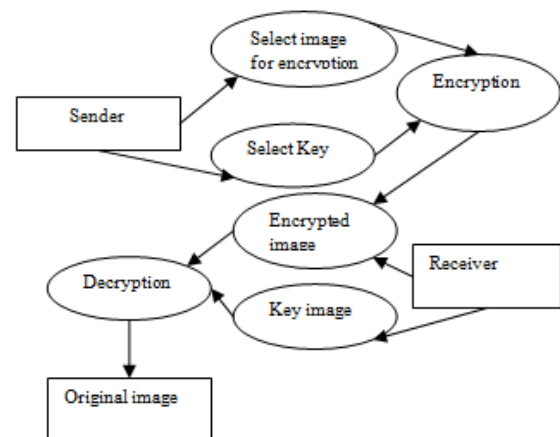 Select image
for encryption
Encryption
Sender
Select Key
Encrypted
image
Receiver
Decryption
Key image
Original image